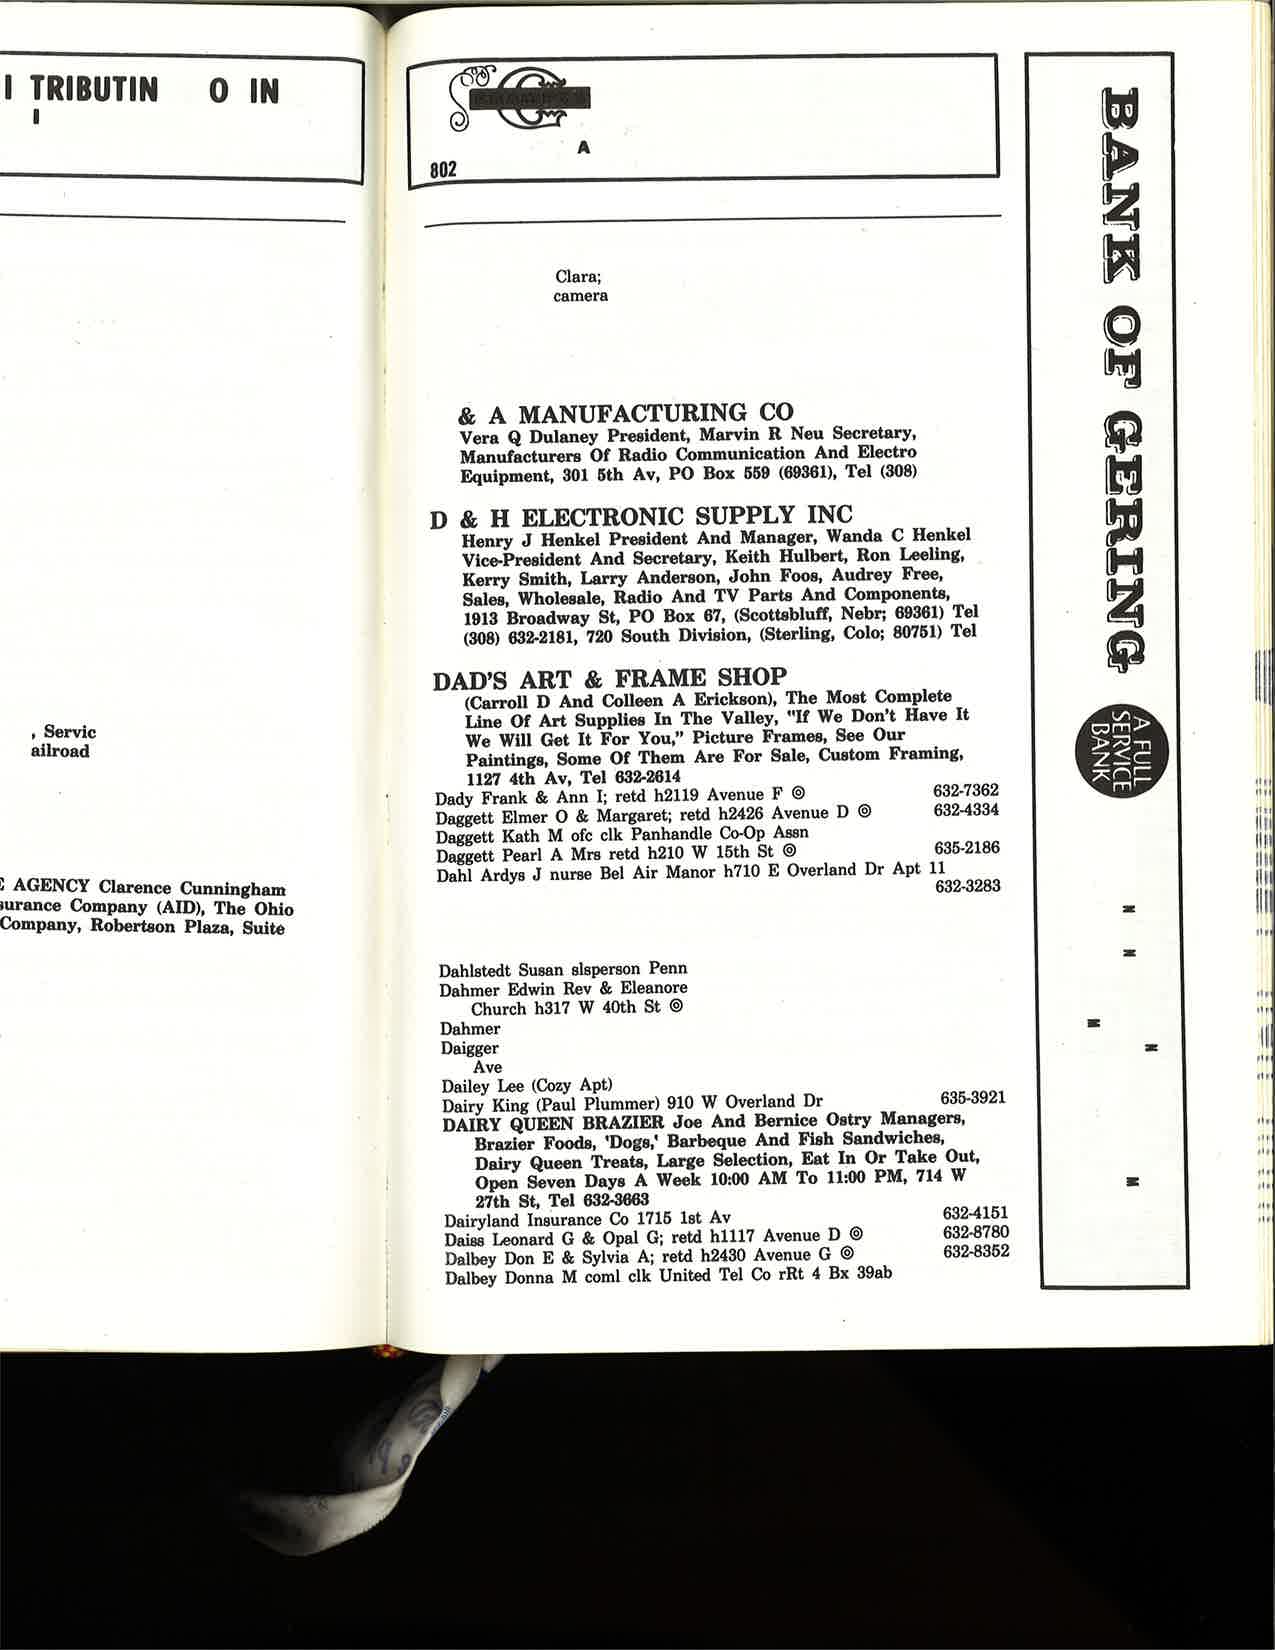 I TRIBUTIN O IN
I
, Servic
ailroad
E AGENCY Clarence Cunningham
surance Company (AID), The Ohio
Company, Robertson Plaza, Suite
A
802
Clara;
camera
& A MANUFACTURING CO
Vera Q Dulaney President, Marvin R Neu Secretary,
Manufacturers Of Radio Communication And Electro
Equipment, 301 5th Av, PO Box 559 (69361), Tel (308)
D & H ELECTRONIC SUPPLY INC
Henry J Henkel President And Manager, Wanda C Henkel
Vice-President And Secretary, Keith Hulbert, Ron Leeling,
Kerry Smith, Larry Anderson, John Foos, Audrey Free,
Sales, Wholesale, Radio And TV Parts And Components,
1913 Broadway St, PO Box 67, (Scottsbluff, Nebr; 69361) Tel
(308) 632-2181, 720 South Division, (Sterling, Colo; 80751) Tel
DAD'S ART & FRAME SHOP
(Carroll D And Colleen A Erickson), The Most Complete
Line Of Art Supplies In The Valley, "If We Don't Have It
We Will Get It For You," Picture Frames, See Our
Paintings, Some Of Them Are For Sale, Custom Framing,
1127 4th Av, Tel 632-2614
Dady Frank & Ann I; retd h2119 Avenue F ◎ 632-7362
Daggett Elmer O & Margaret; retd h2426 Avenue D ◎ 632-4334
Daggett Kath M ofc clk Panhandle Co-Op Assn
Daggett Pearl A Mrs retd h210 W 15th St ◎ 635-2186
Dahl Ardys J nurse Bel Air Manor h710 E Overland Dr Apt 11
632-3283
Dahlstedt Susan slsperson Penn
Dahmer Edwin Rev & Eleanore
Church h317 W 40th St ◎
Dahmer
Daigger
Ave
Dailey Lee (Cozy Apt)
Dairy King (Paul Plummer) 910 W Overland Dr 635-3921
DAIRY QUEEN BRAZIER Joe And Bernice Ostry Managers,
Brazier Foods, 'Dogs,' Barbeque And Fish Sandwiches,
Dairy Queen Treats, Large Selection, Eat In Or Take Out,
Open Seven Days A Week 10:00 AM To 11:00 PM, 714 W
27th St, Tel 632-3663
Dairyland Insurance Co 1715 1st Av 632-4151
Daiss Leonard G & Opal G; retd h1117 Avenue D ◎ 632-8780
Dalbey Don E & Sylvia A; retd h2430 Avenue G ◎ 632-8352
Dalbey Donna M coml clk United Tel Co rRt 4 Bx 39ab
BANK OF GERING
A FULL
SERVICE
BANK